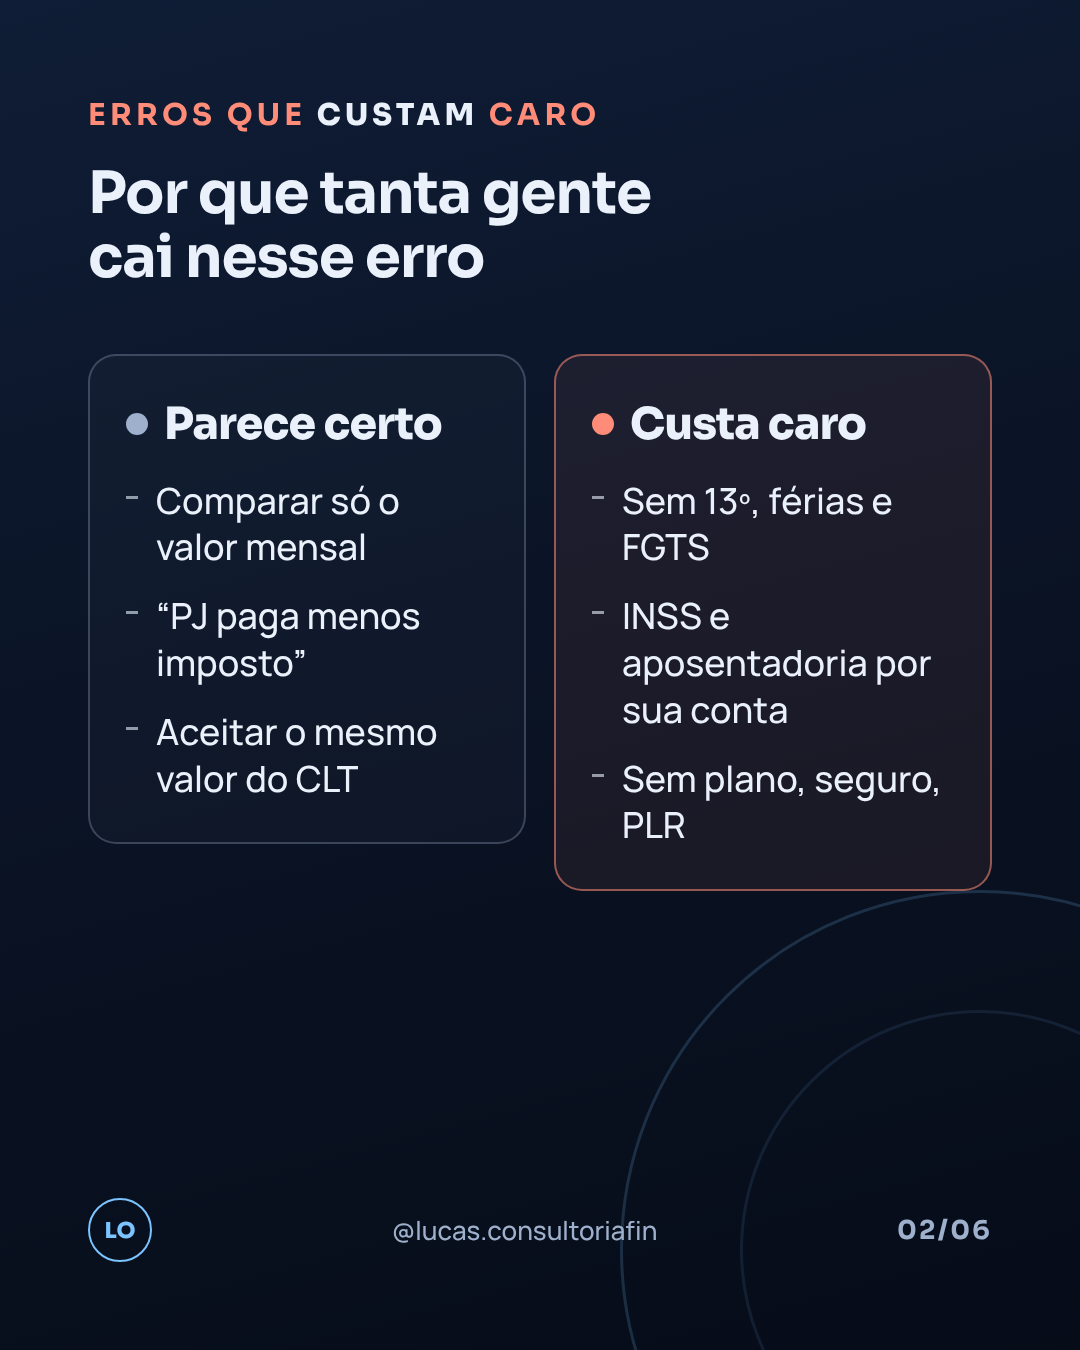 ERROS QUE CUSTAM CARO
Por que tanta gente
cai nesse erro
Parece certo
- Comparar só o
valor mensal
- “PJ paga menos
imposto”
- Aceitar o mesmo
valor do CLT
Custa caro
- Sem 13º, férias e
FGTS
- INSS e
aposentadoria por
sua conta
- Sem plano, seguro,
PLR
LO
@lucas.consultoriafin
02/06